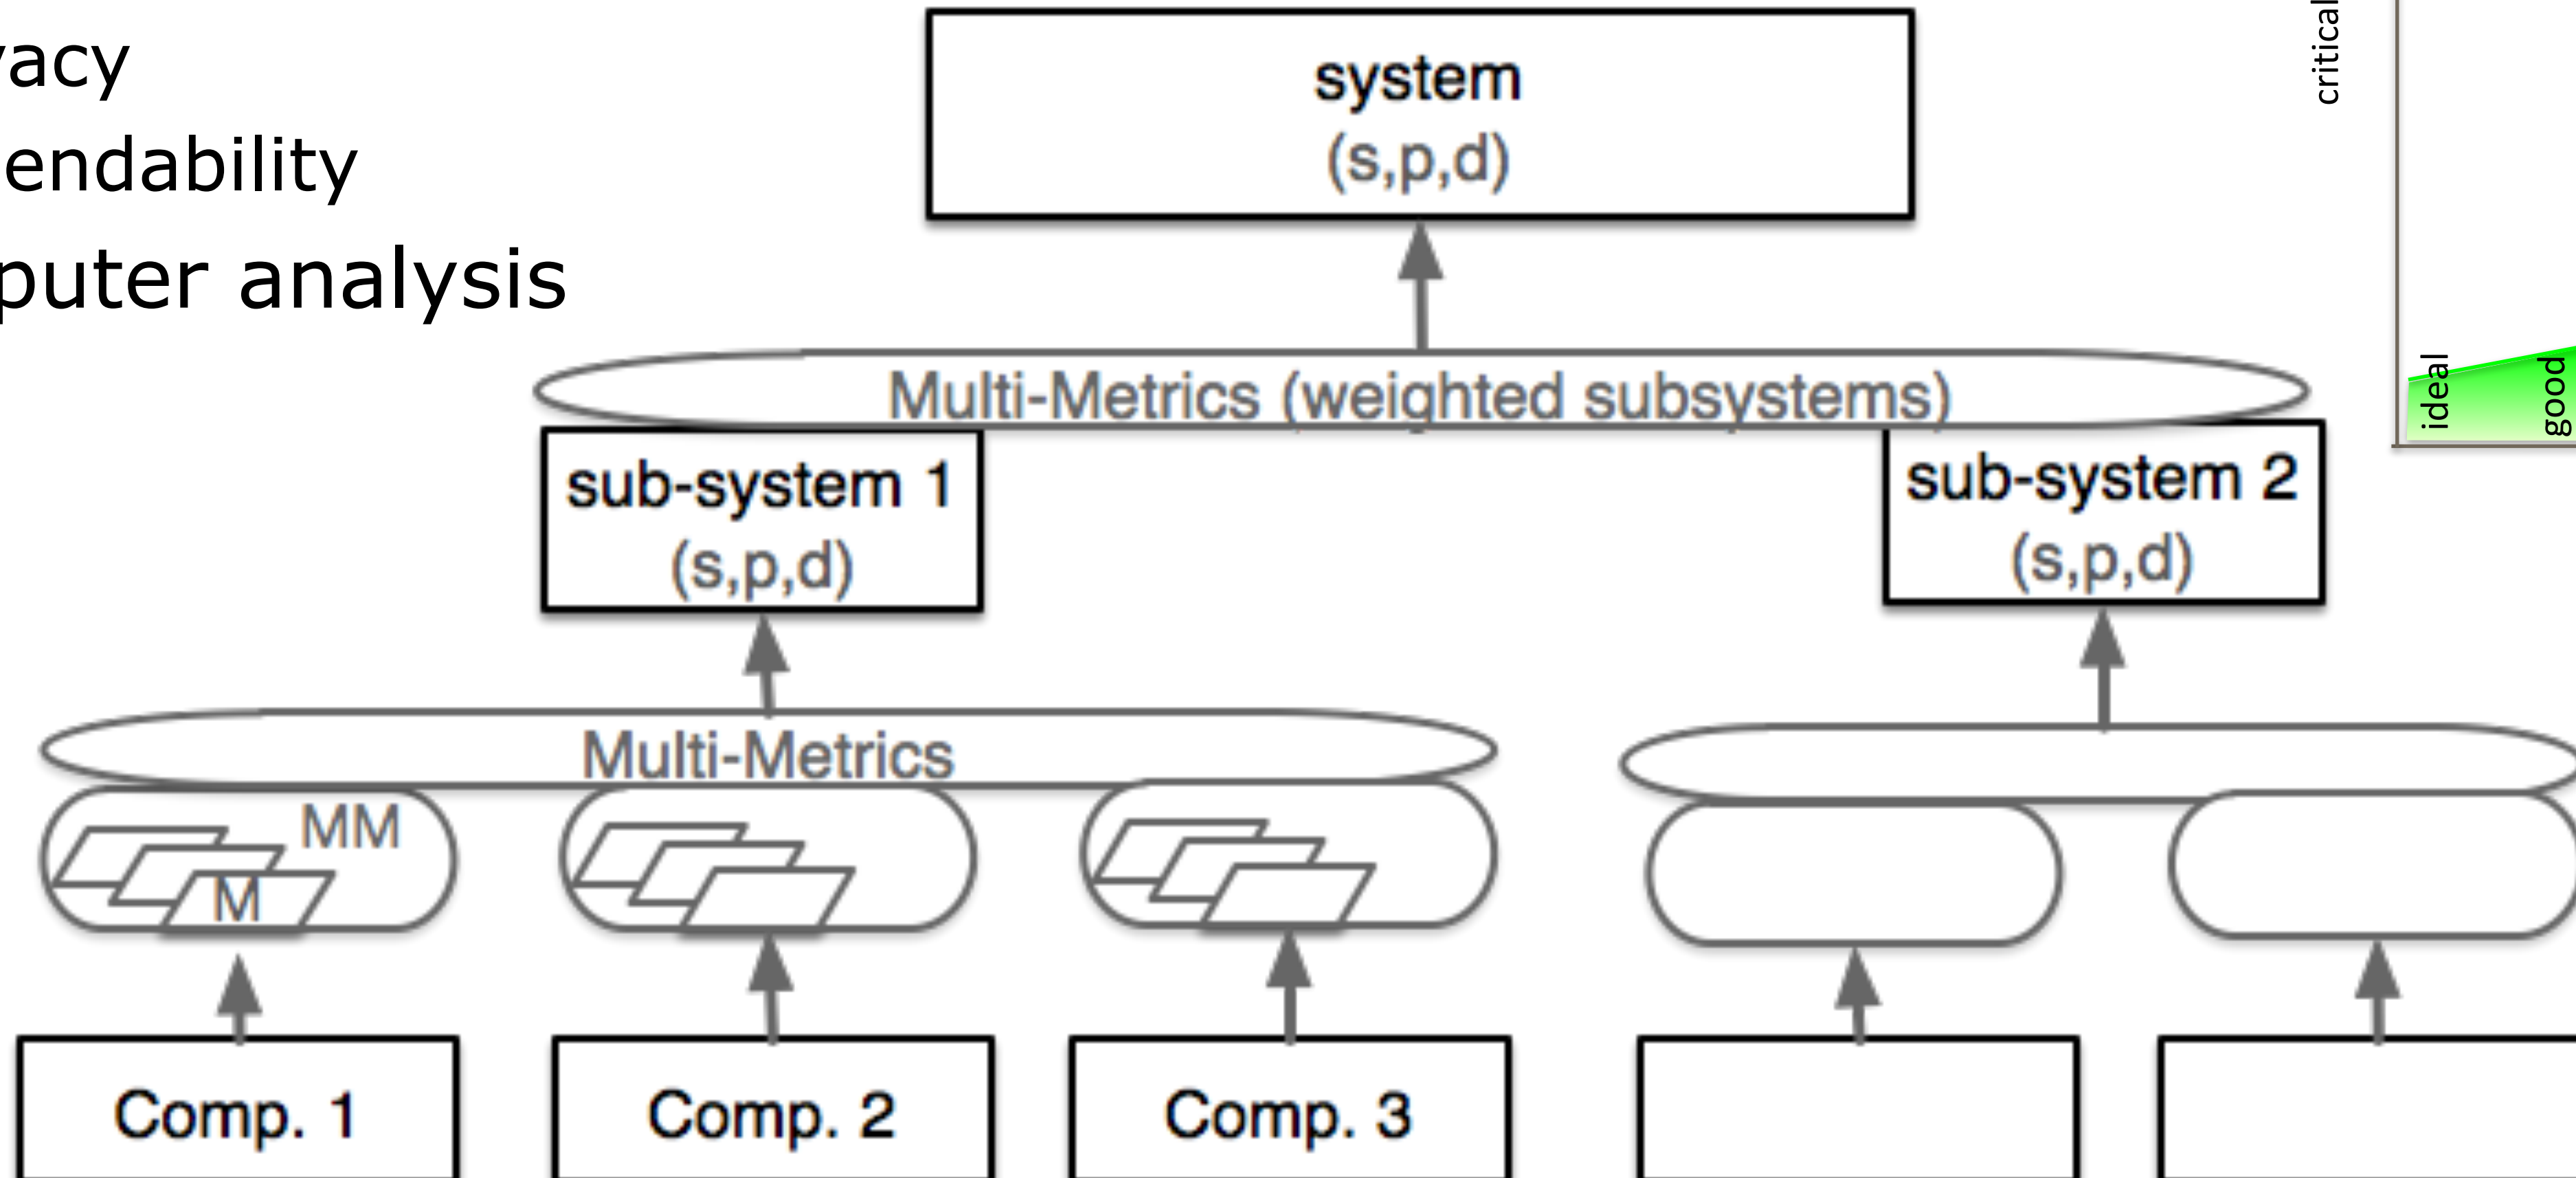 vacy
endability
puter analysis
system
(s,p,d)
critical
ideal
good
Multi-Metrics (weighted subsystems)
sub-system 1
(s,p,d)
sub-system 2
(s,p,d)
Multi-Metrics
MM
M
Comp. 1
Comp. 2
Comp. 3